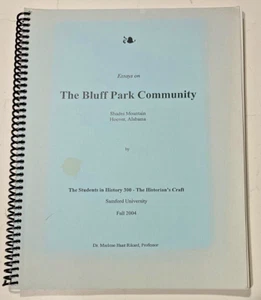 Essays on
The Bluff Park Community
Shades Mountain
Hoover, Alabama
by
The Students in History 300 - The Historian's Craft
Samford University
Fall 2004
Dr. Marlene Hunt Rikard, Professor